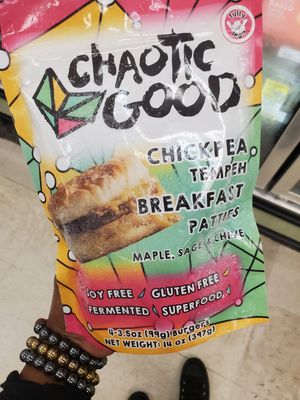 CHAOTIC
GOOD
CHICKPEA
TEMPEH
BREAKFAST
PATTIES
MAPLE, SAGE & CHIVE
SOY FREE GLUTEN FREE
FERMENTED SUPERFOOD
4-3.5oz (99g) Burgers
NET WEIGHT: 14 oz (397g)